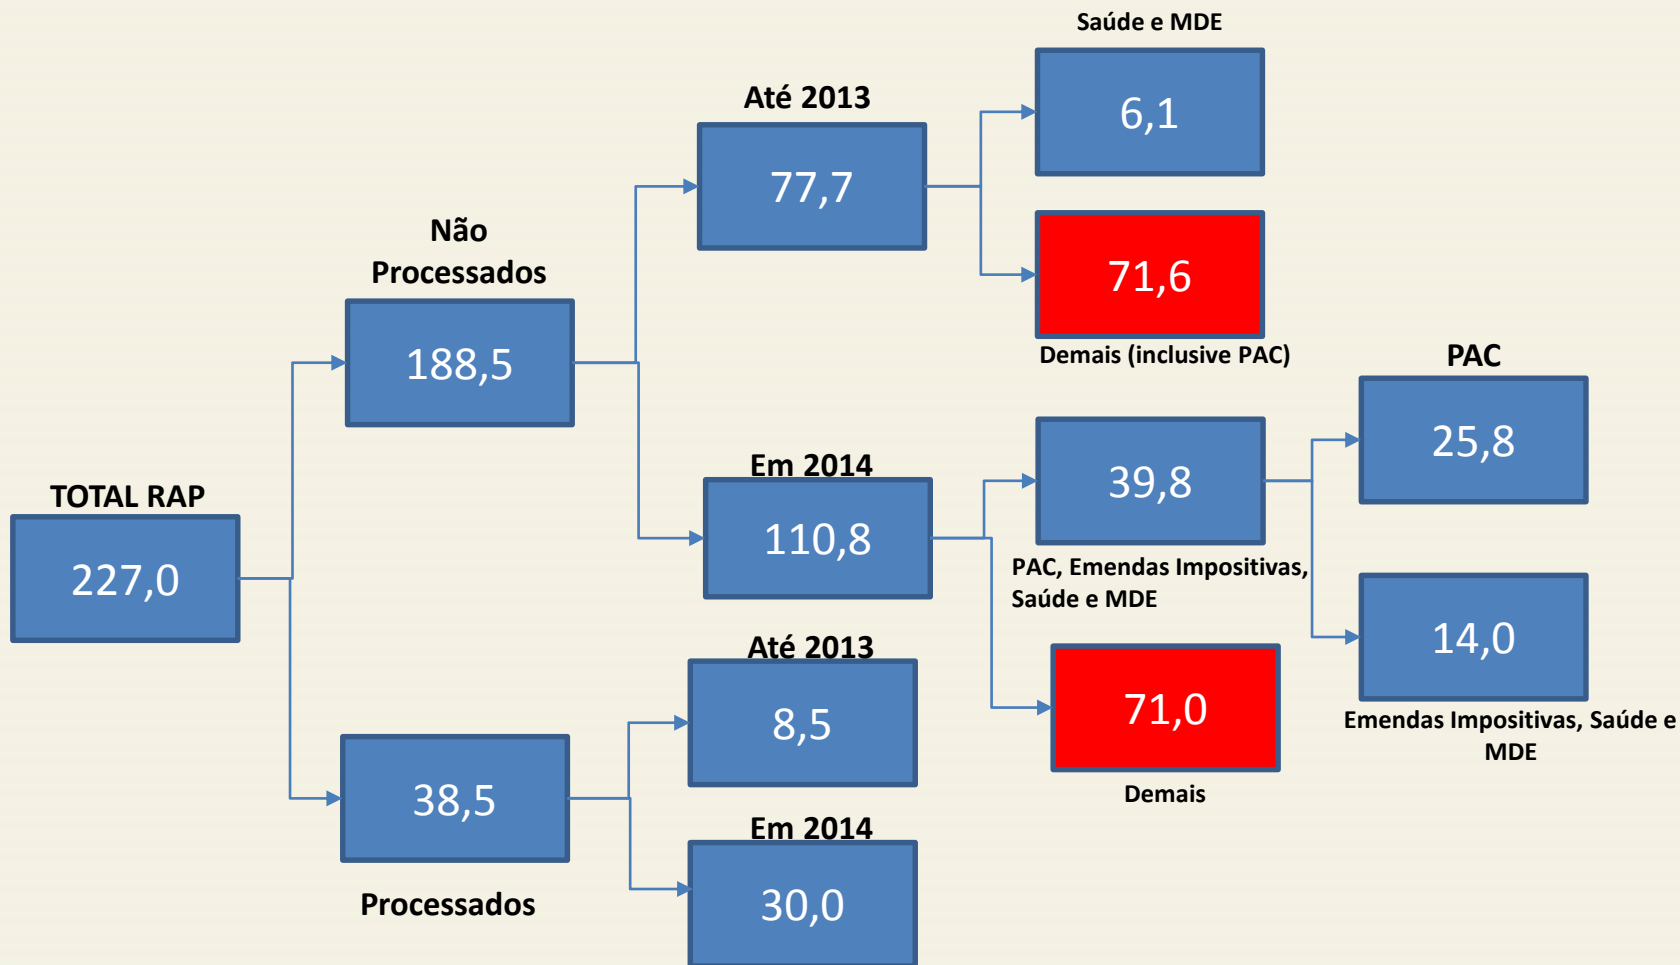 TOTAL RAP
227,0
Não
Processados
188,5
38,5
Processados
Até 2013
77,7
Em 2014
110,8
Até 2013
8,5
Em 2014
30,0
Saúde e MDE
6,1
71,6
Demais (inclusive PAC)
39,8
PAC, Emendas Impositivas,
Saúde e MDE
71,0
Demais
PAC
25,8
14,0
Emendas Impositivas, Saúde e
MDE